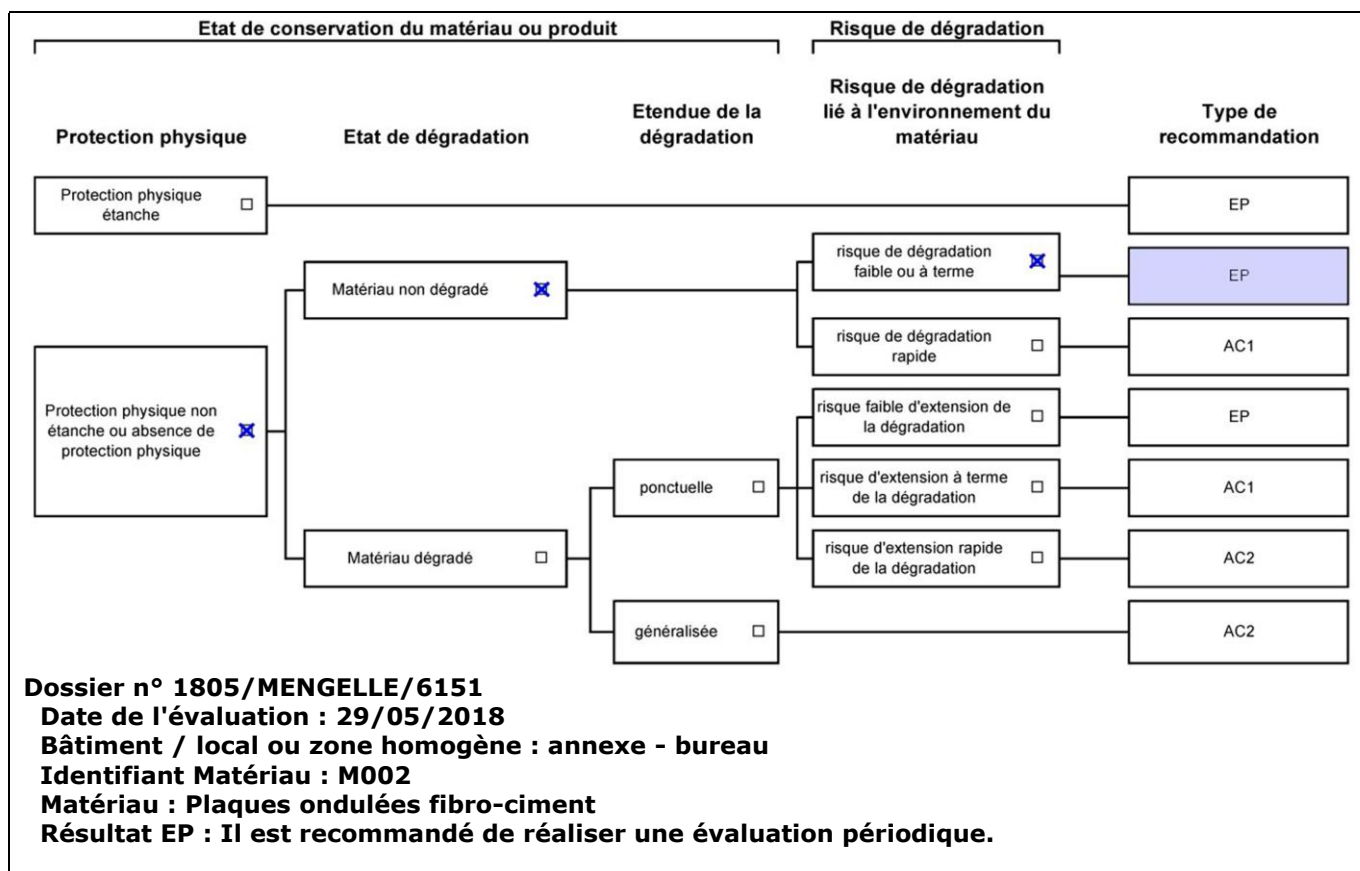 Etat de conservation du matériau ou produit
Risque de dégradation
Protection physique
Etat de dégradation
Etendue de la
dégradation
Risque de dégradation
lié à l'environnement du
matériau
Type de
recommandation
Protection physique
étanche
EP
risque de dégradation
faible ou à terme
EP
Matériau non dégradé
risque de dégradation
rapide
AC1
Protection physique non
étanche ou absence de
protection physique
risque faible d'extension de
la dégradation
EP
ponctuelle
risque d'extension à terme
de la dégradation
AC1
Matériau dégradé
risque d'extension rapide
de la dégradation
AC2
généralisée
AC2
Dossier n° 1805/MENGELLE/6151
Date de l'évaluation : 29/05/2018
Bâtiment / local ou zone homogène : annexe - bureau
Identifiant Matériau : M002
Matériau : Plaques ondulées fibro-ciment
Résultat EP : Il est recommandé de réaliser une évaluation périodique.